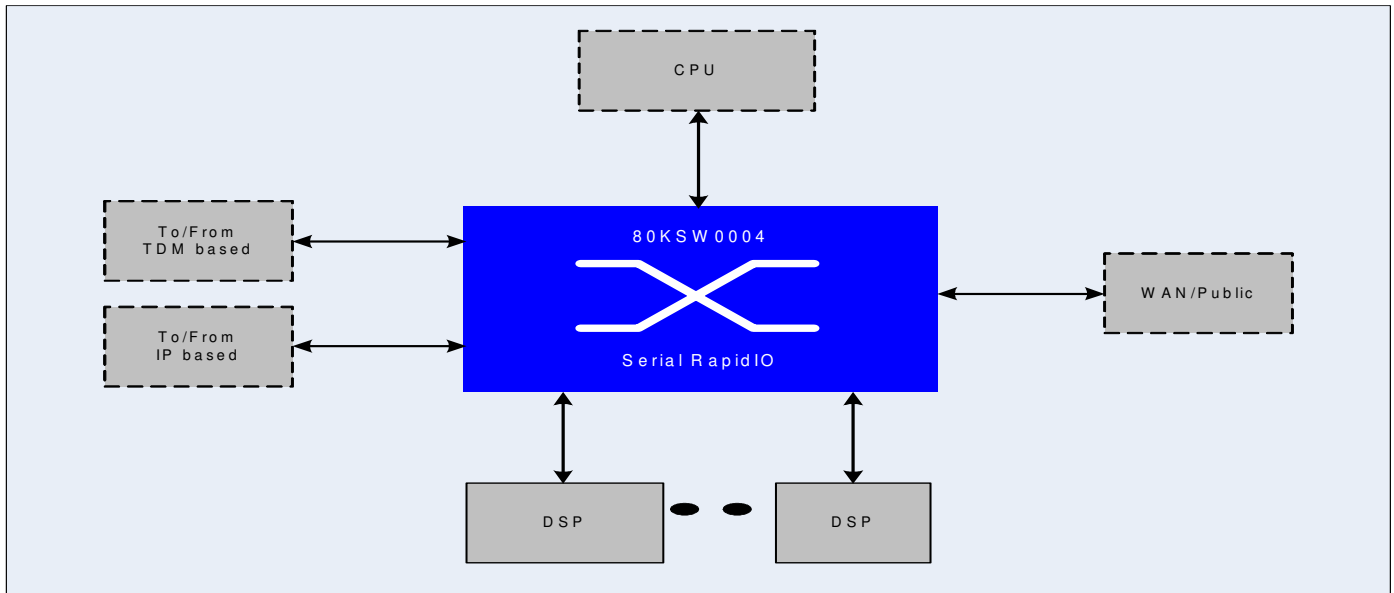 CPU
To/From
TDM based
80KSW0004
WAN/Public
To/From
IP based
Serial RapidIO
DSP
DSP